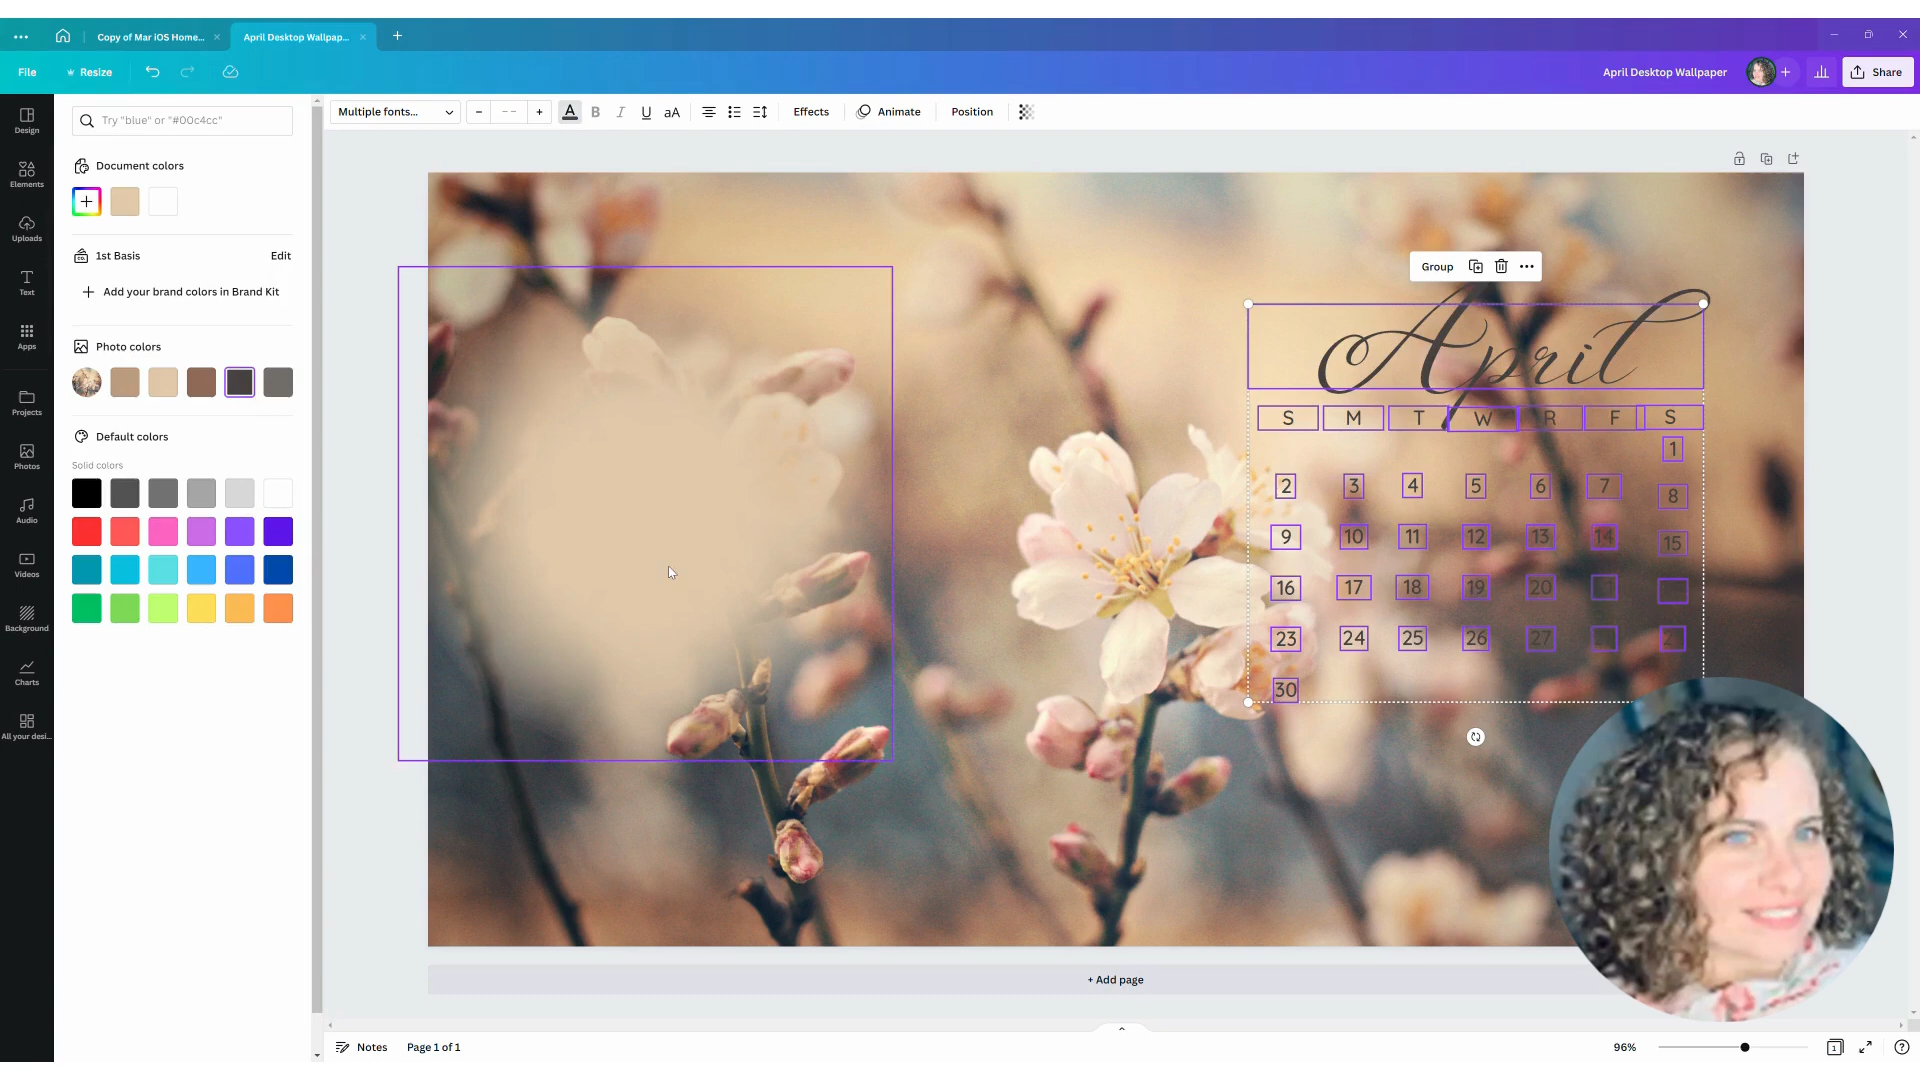 Copy of Mar iOS Home...
April Desktop Wallpap...
File
Resize
April Desktop Wallpaper
Share
Design
Elements
Uploads
Text
Apps
Projects
Photos
Audio
Videos
Background
Charts
All your desi...
Try "blue" or "#00c4cc"
Document colors
1st Basis
Edit
Add your brand colors in Brand Kit
Photo colors
Default colors
Solid colors
Multiple fonts...
– – +
A B I U aA
Effects
Animate
Position
Group
April
S M T W R F S
1
2 3 4 5 6 7 8
9 10 11 12 13 14 15
16 17 18 19 20
23 24 25 26 27
30
+ Add page
Notes
Page 1 of 1
96%
1